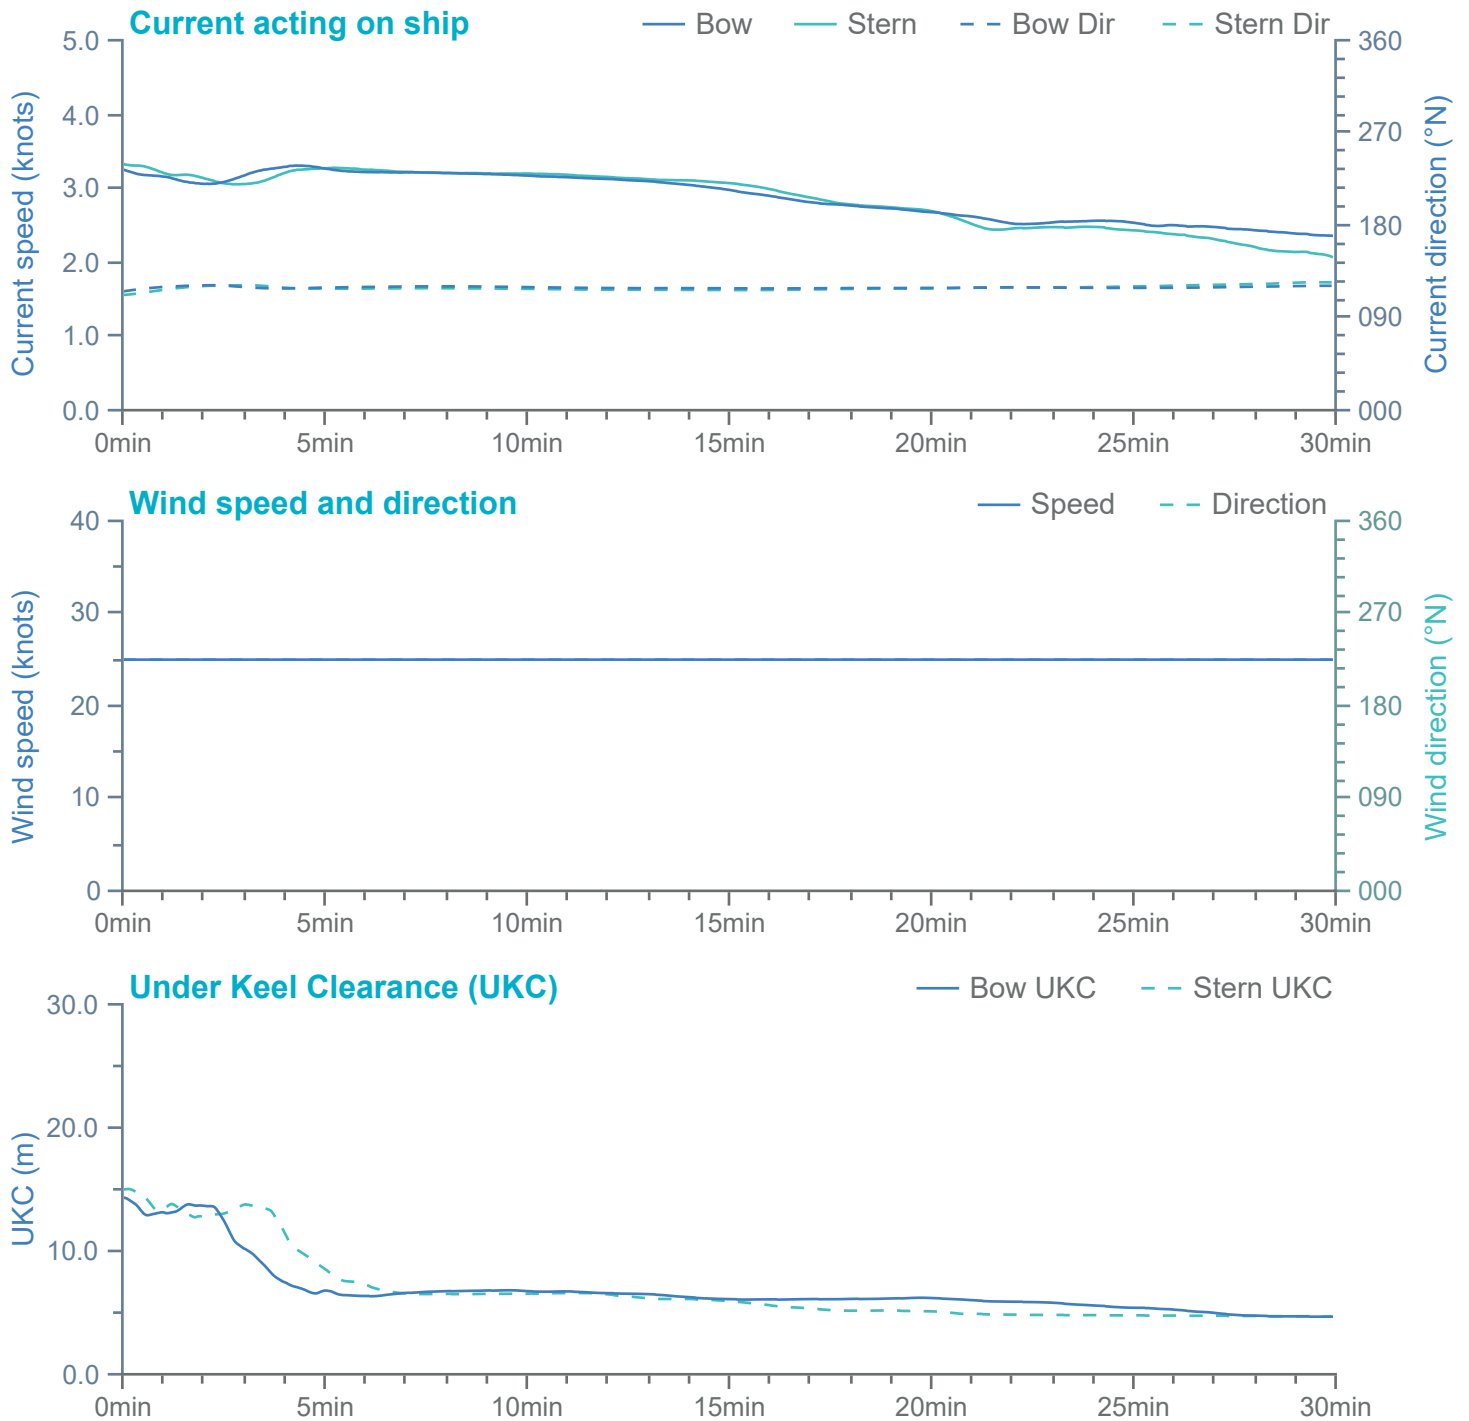 Current acting on ship
Bow Stern Bow Dir Stern Dir
Current speed (knots)
5.0
4.0
3.0
2.0
1.0
0.0
360
270
180
090
000
Current direction (°N)
0min 5min 10min 15min 20min 25min 30min
Wind speed and direction
Speed Direction
Wind speed (knots)
40
30
20
10
0
360
270
180
090
000
Wind direction (°N)
0min 5min 10min 15min 20min 25min 30min
Under Keel Clearance (UKC)
Bow UKC Stern UKC
UKC (m)
30.0
20.0
10.0
0.0
0min 5min 10min 15min 20min 25min 30min